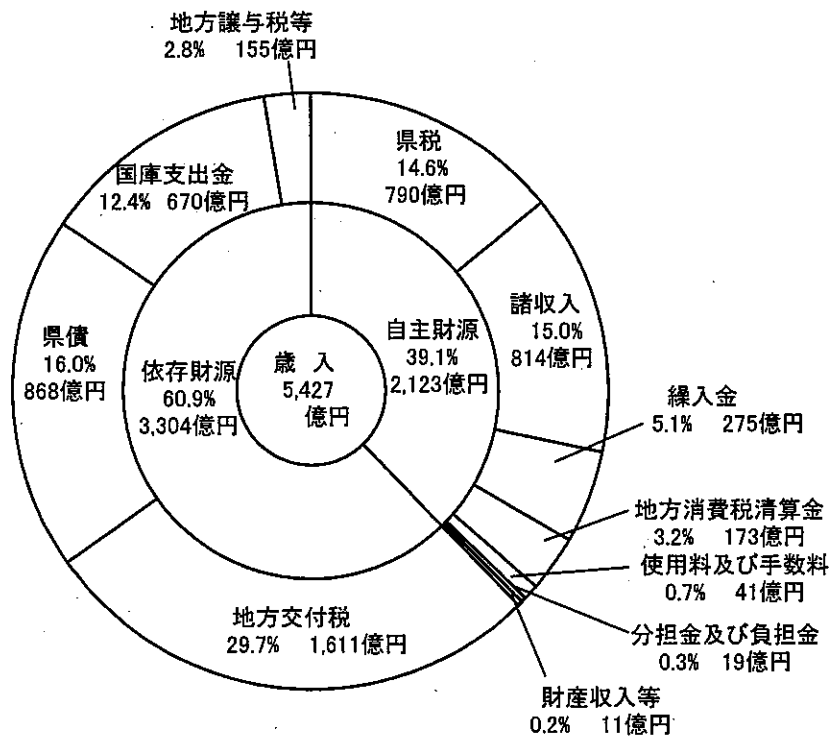 地方譲与税等
2.8% 155億円
県税
14.6%
790億円
国庫支出金
12.4% 670億円
諸収入
15.0%
814億円
県債
16.0%
868億円
依存財源
60.9%
3,304億円
歳 入
5,427
億円
自主財源
39.1%
2,123億円
繰入金
5.1% 275億円
地方消費税清算金
3.2% 173億円
使用料及び手数料
0.7% 41億円
分担金及び負担金
0.3% 19億円
地方交付税
29.7% 1,611億円
財産収入等
0.2% 11億円